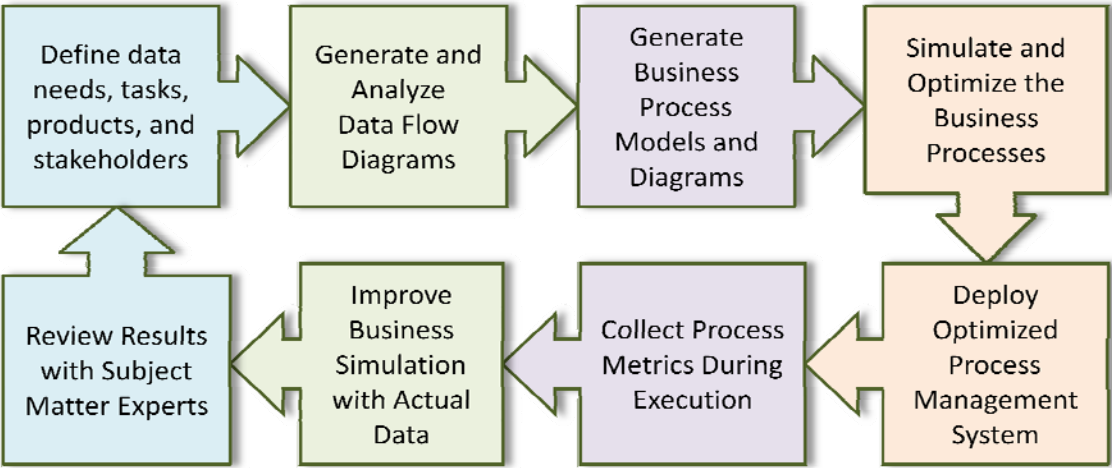 Define data
needs, tasks,
products, and
stakeholders
Generate and
Analyze
Data Flow
Diagrams
Generate
Business
Process
Models and
Diagrams
Simulate and
Optimize the
Business
Processes
Deploy
Optimized
Process
Management
System
Collect Process
Metrics During
Execution
Improve
Business
Simulation
with Actual
Data
Review Results
with Subject
Matter Experts